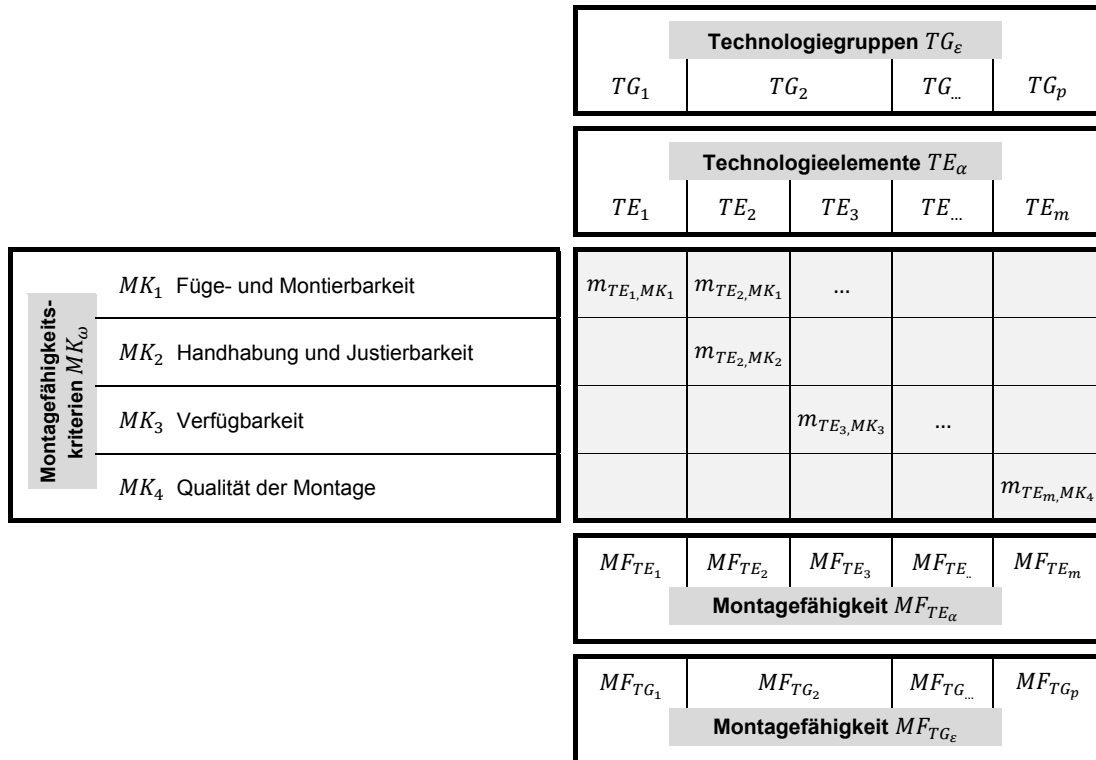 Technologiegruppen TG_ε
TG_1 TG_2 TG_... TG_p
Technologieelemente TE_α
TE_1 TE_2 TE_3 TE_... TE_m
Montagefähigkeits-
kriterien MK_ω
MK_1 Füge- und Montierbarkeit m_{TE_1,MK_1} m_{TE_2,MK_1} ...
MK_2 Handhabung und Justierbarkeit m_{TE_2,MK_2}
MK_3 Verfügbarkeit m_{TE_3,MK_3} ...
MK_4 Qualität der Montage m_{TE_m,MK_4}
MF_{TE_1} MF_{TE_2} MF_{TE_3} MF_{TE_..} MF_{TE_m}
Montagefähigkeit MF_{TE_α}
MF_{TG_1} MF_{TG_2} MF_{TG_...} MF_{TG_p}
Montagefähigkeit MF_{TG_ε}